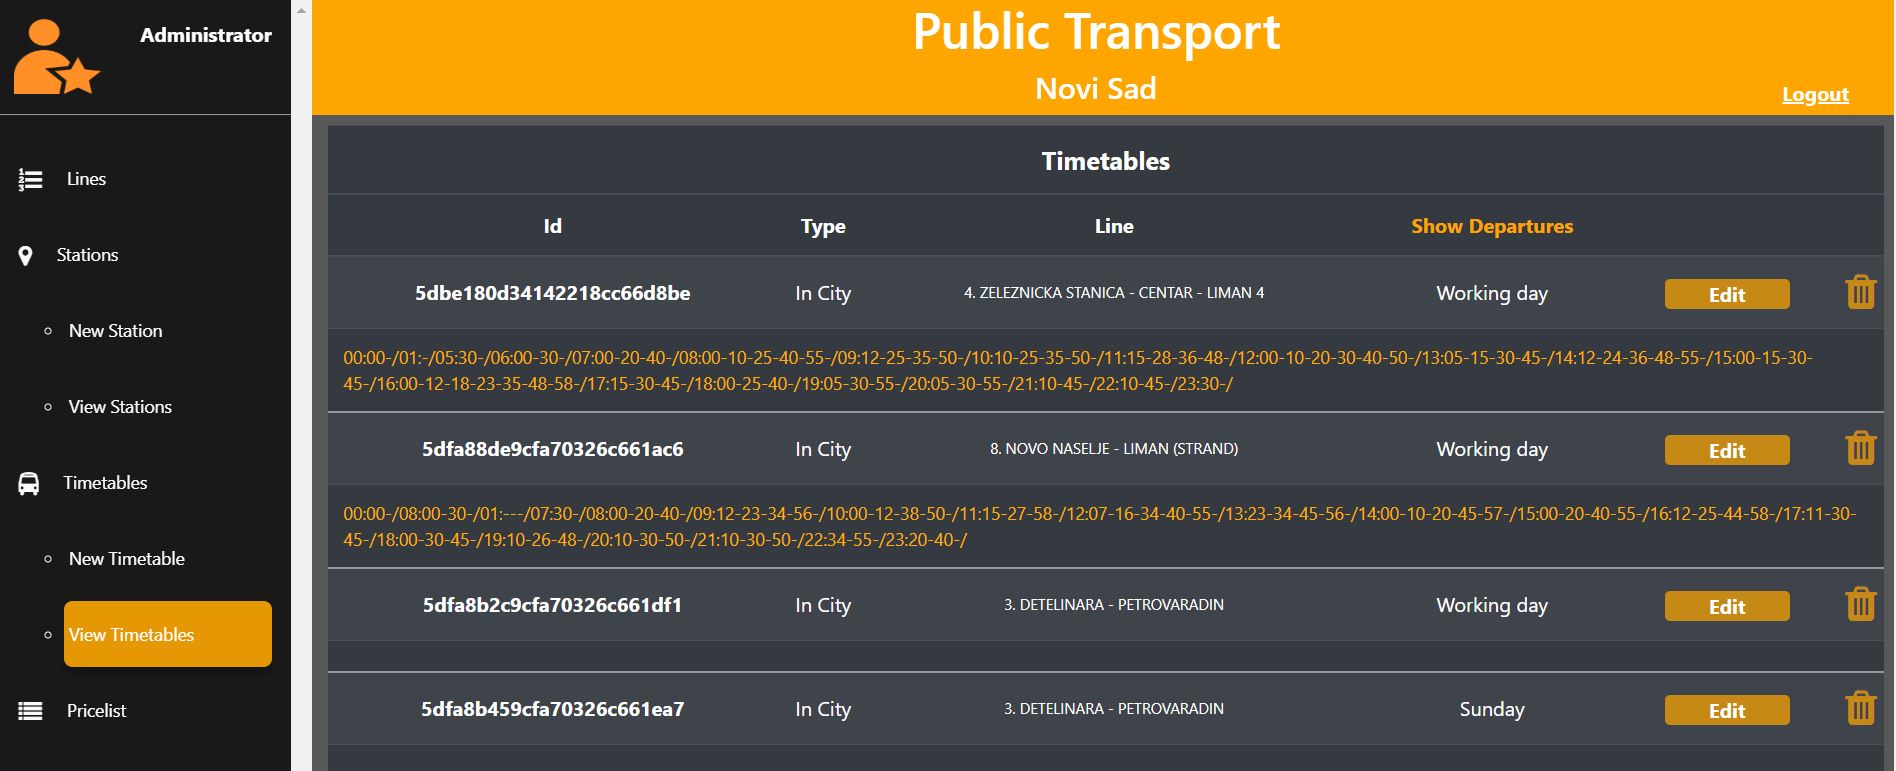 Administrator
Lines
Stations
New Station
View Stations
Timetables
New Timetable
View Timetables
Pricelist
Public Transport
Novi Sad
Logout
Timetables
Id Type Line Show Departures
5dbe180d34142218cc66d8be In City 4. ZELEZNICKA STANICA - CENTAR - LIMAN 4 Working day Edit
00:00-/01:-/05:30-/06:00-30-/07:00-20-40-/08:00-10-25-40-55-/09:12-25-35-50-/10:10-25-35-50-/11:15-28-36-48-/12:00-10-20-30-40-50-/13:05-15-30-45-/14:12-24-36-48-55-/15:00-15-30-
45-/16:00-12-18-23-35-48-58-/17:15-30-45-/18:00-25-40-/19:05-30-55-/20:05-30-55-/21:10-45-/22:10-45-/23:30-/
5dfa88de9cfa70326c661ac6 In City 8. NOVO NASELJE - LIMAN (STRAND) Working day Edit
00:00-/08:00-30-/01:---/07:30-/08:00-20-40-/09:12-23-34-56-/10:00-12-38-50-/11:15-27-58-/12:07-16-34-40-55-/13:23-34-45-56-/14:00-10-20-45-57-/15:00-20-40-55-/16:12-25-44-58-/17:11-30-
45-/18:00-30-45-/19:10-26-48-/20:10-30-50-/21:10-30-50-/22:34-55-/23:20-40-/
5dfa8b2c9cfa70326c661df1 In City 3. DETELINARA - PETROVARADIN Working day Edit
5dfa8b459cfa70326c661ea7 In City 3. DETELINARA - PETROVARADIN Sunday Edit